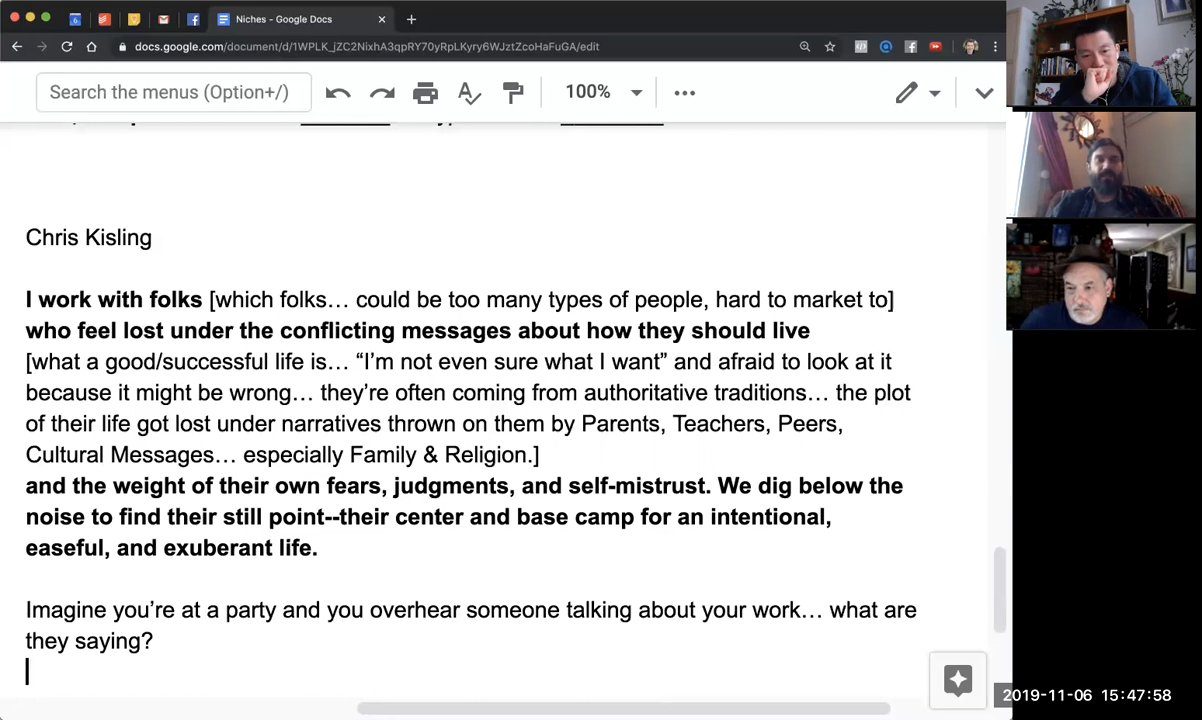 Niches - Google Docs
docs.google.com/document/d/1WPLK_jZC2NixhA3qpRY70yRpLKyry6WJztZcoHaFuGA/edit
Search the menus (Option+/)
100%
Chris Kisling
I work with folks [which folks… could be too many types of people, hard to market to]
who feel lost under the conflicting messages about how they should live
[what a good/successful life is… “I’m not even sure what I want” and afraid to look at it
because it might be wrong… they’re often coming from authoritative traditions… the plot
of their life got lost under narratives thrown on them by Parents, Teachers, Peers,
Cultural Messages… especially Family & Religion.]
and the weight of their own fears, judgments, and self-mistrust. We dig below the
noise to find their still point--their center and base camp for an intentional,
easeful, and exuberant life.
Imagine you’re at a party and you overhear someone talking about your work… what are
they saying?
2019-11-06 15:47:58